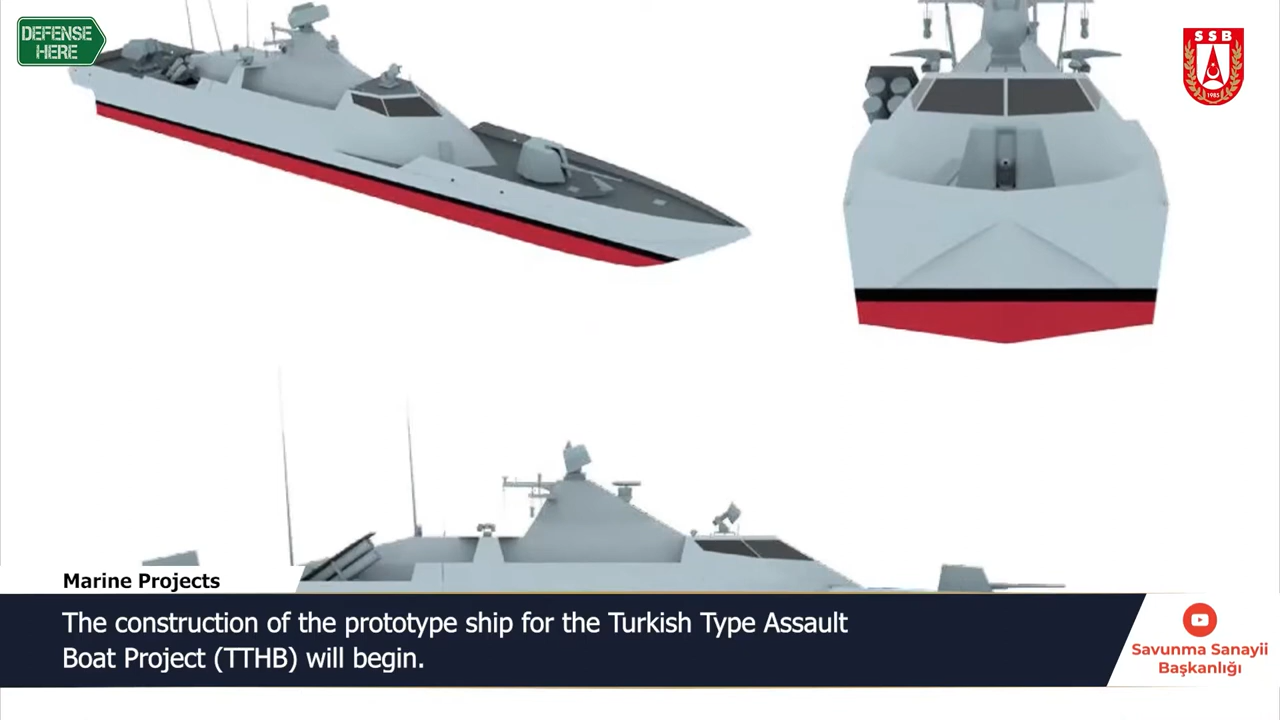 DEFENSE
HERE
SSB
1985
Marine Projects
The construction of the prototype ship for the Turkish Type Assault
Boat Project (TTHB) will begin.
Savunma Sanayii
Başkanlığı